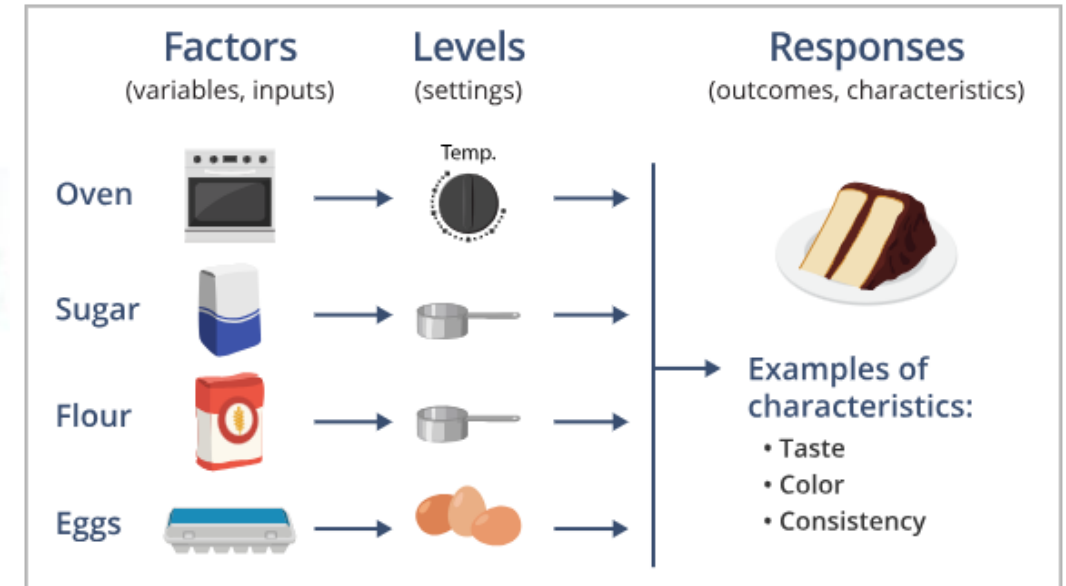 Factors
(variables, inputs)
Levels
(settings)
Responses
(outcomes, characteristics)
Oven
Temp.
Sugar
Flour
Eggs
Examples of
characteristics:
• Taste
• Color
• Consistency